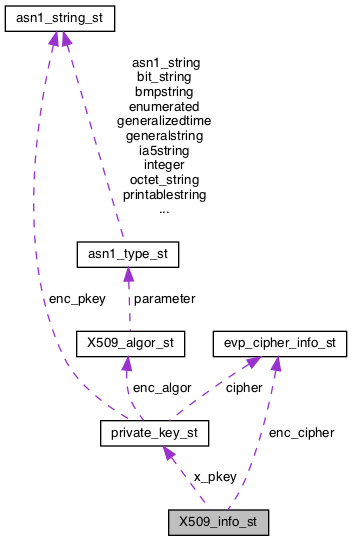 asn1_string_st
asn1_string
bit_string
bmpstring
enumerated
generalizedtime
generalstring
ia5string
integer
octet_string
printablestring
...
asn1_type_st
enc_pkey
parameter
X509_algor_st
evp_cipher_info_st
enc_algor
cipher
private_key_st
enc_cipher
x_pkey
X509_info_st